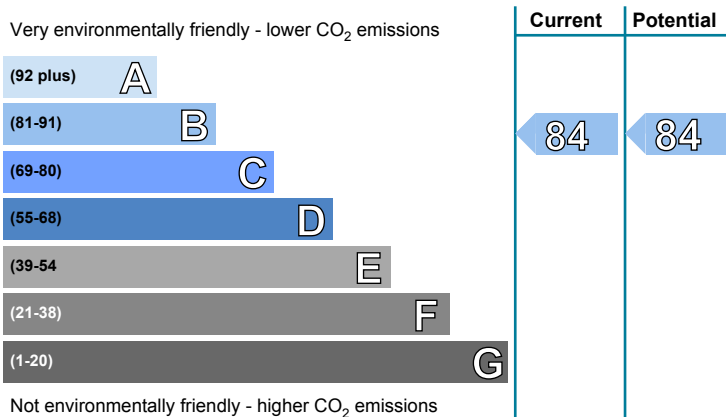 Very environmentally friendly - lower CO2 emissions
Current
Potential
(92 plus) A
(81-91) B
84
84
(69-80) C
(55-68) D
(39-54 E
(21-38) F
(1-20) G
Not environmentally friendly - higher CO2 emissions